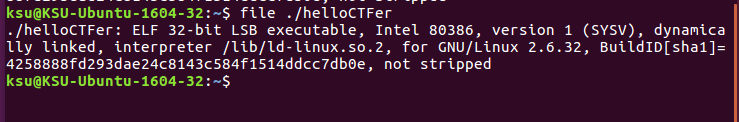 ksu@KSU-Ubuntu-1604-32:~$ file ./helloCTFer
./helloCTFer: ELF 32-bit LSB executable, Intel 80386, version 1 (SYSV), dynamica
lly linked, interpreter /lib/ld-linux.so.2, for GNU/Linux 2.6.32, BuildID[sha1]=
4258888fd293dae24c8143c584f1514ddcc7db0e, not stripped
ksu@KSU-Ubuntu-1604-32:~$